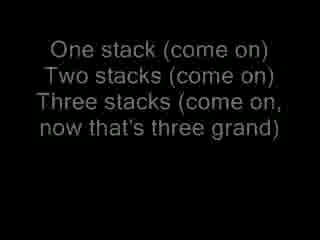 One stack (come on)
Two stacks (come on)
Three stacks (come on,
now that's three grand)